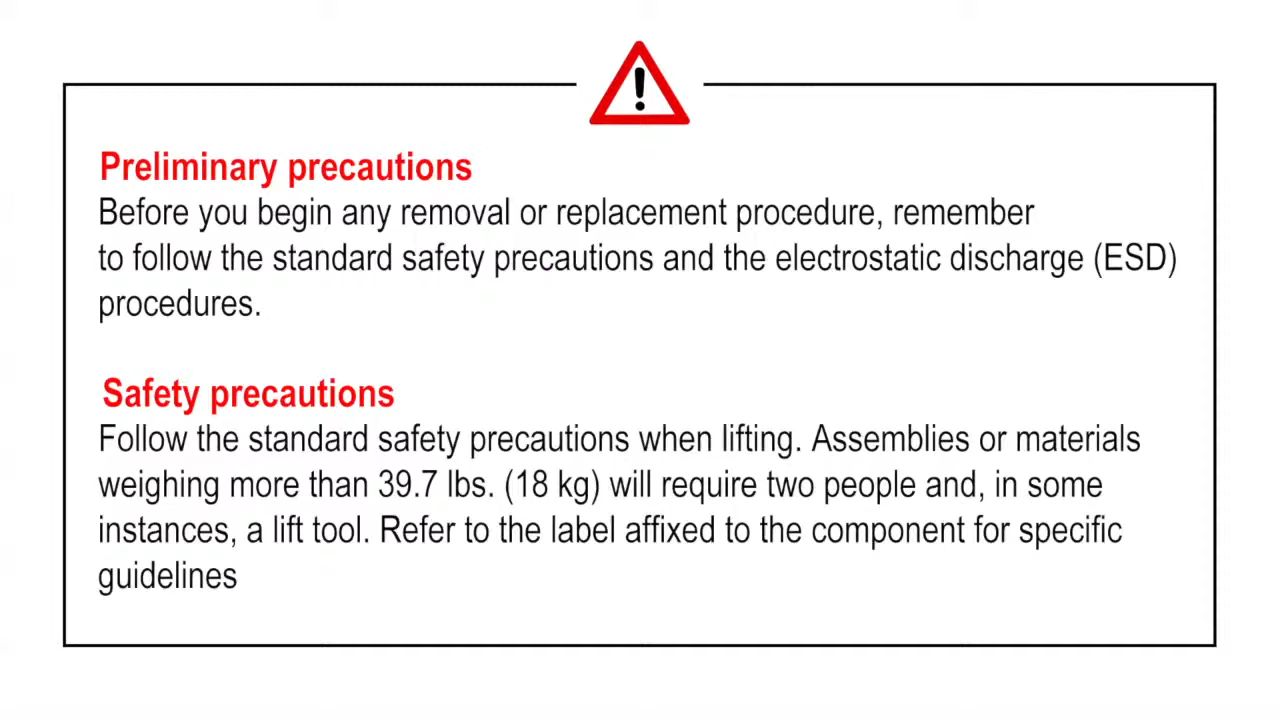 Preliminary precautions
Before you begin any removal or replacement procedure, remember
to follow the standard safety precautions and the electrostatic discharge (ESD)
procedures.
Safety precautions
Follow the standard safety precautions when lifting. Assemblies or materials
weighing more than 39.7 lbs. (18 kg) will require two people and, in some
instances, a lift tool. Refer to the label affixed to the component for specific
guidelines